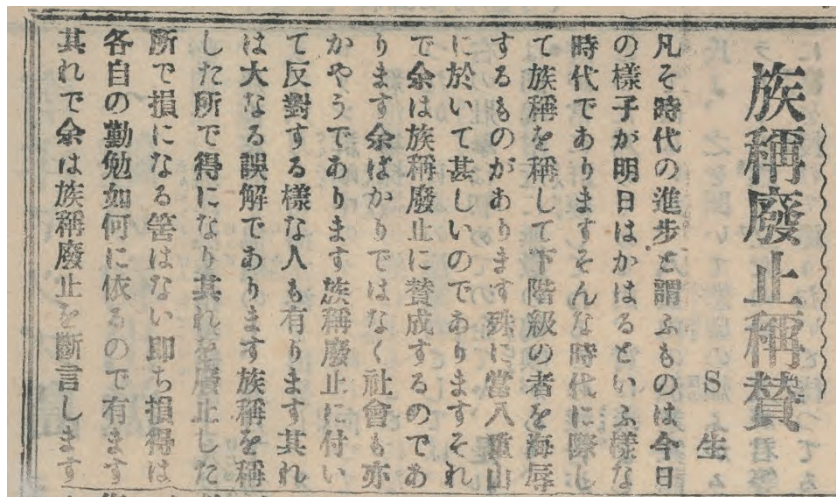 族稱廢止稱賛
S生
凡そ時代の進步と謂ふものは今日
の樣子が明日はかはるといふ樣な
時代でありますそんな時代に際し
て族稱を稱して下階級の者を海辱
するものがあります殊に當八重山
に於いて甚しいのでありますそれ
で余は族稱廢止に賛成するのであ
ります余ばかりではなく社會も亦
かやうであります族稱廢止に付い
て反對する樣な人も有ります其れ
は大なる誤解であります族稱を稱
した所で得になり其れを廢止した
所で損になる筈はない卽ち損得は
各自の勤勉如何に依るので有ます
其れで余は族稱廢止を斷言します